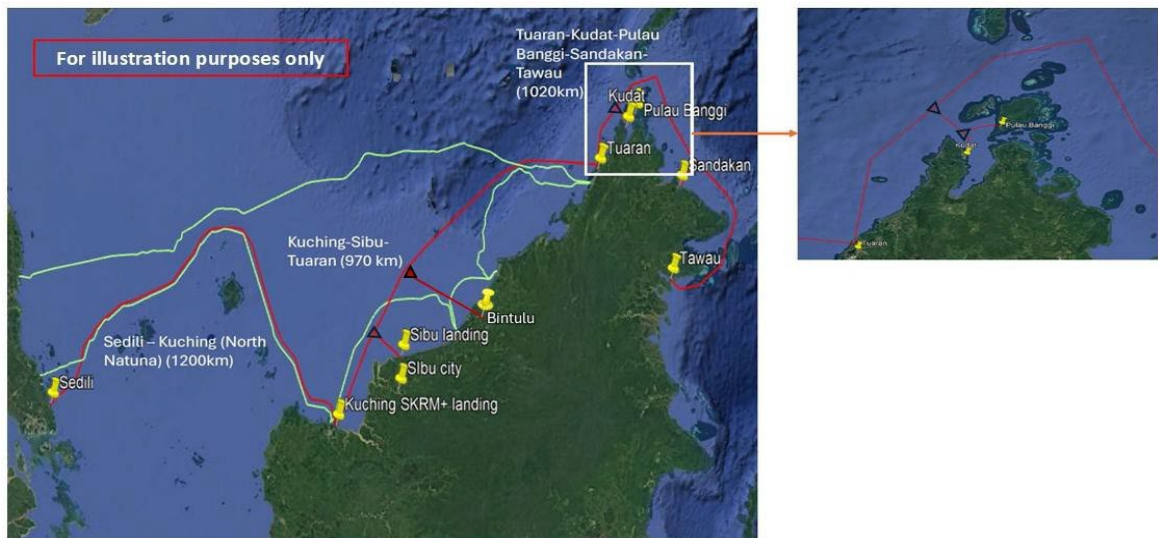 For illustration purposes only
Tuaran-Kudat-Pulau
Banggi-Sandakan-
Tawau
(1020km)
Kudat
Pulau Banggi
Tuaran
Sandakan
Kuching-Sibu-
Tuaran (970 km)
Tawau
Bintulu
Sedili – Kuching (North
Natuna) (1200km)
Sibu landing
SIbu city
Sedili
Kuching SKRM+ landing
Pulau Banggi
Kudat
Tuaran